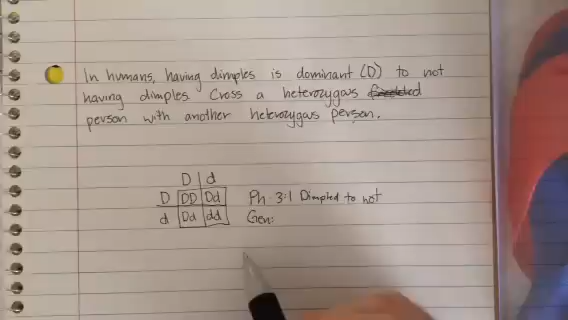 In humans, having dimples is dominant (D) to not
having dimples. Cross a heterozygous
person with another heterozygous person.
D d
D DD Dd Ph: 3:1 Dimpled to not
d Dd dd Gen: